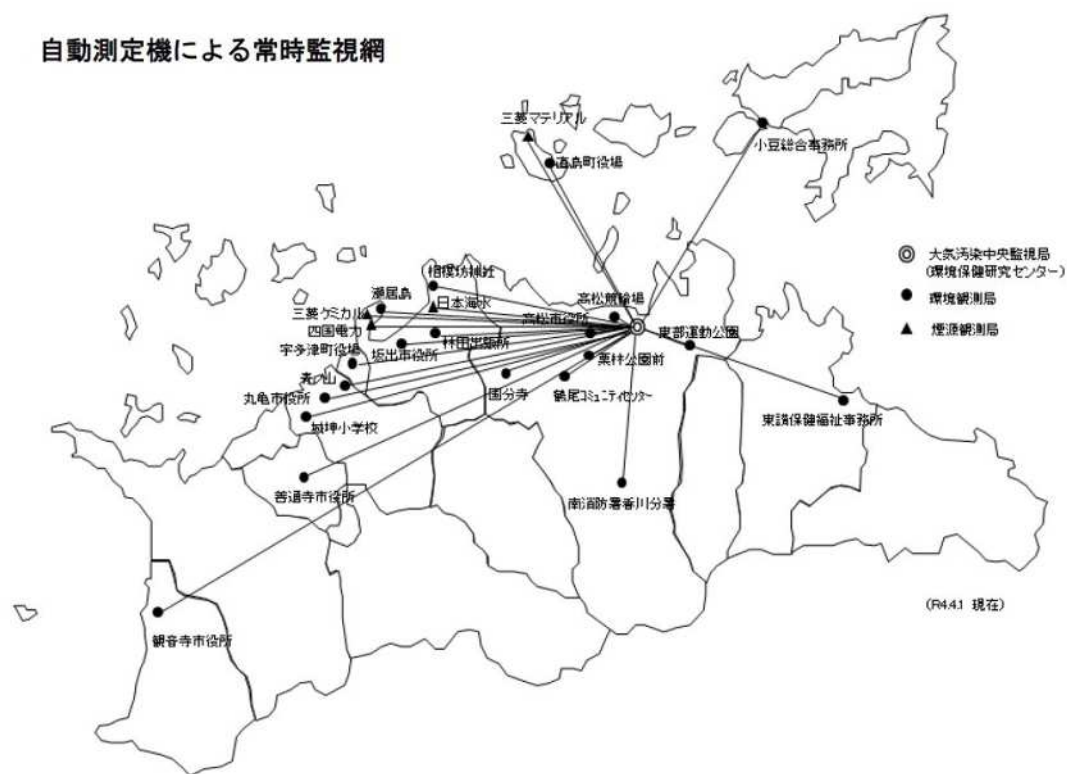 自動測定機による常時監視網
三菱マテリアル
直島町役場
小豆総合事務所
大気汚染中央監視局
(環境保健研究センター)
環境観測局
煙源観測局
相模坊神社
瀬居島
日本海水
三菱ケミカル
四国電力
高松競輪場
高松市役所
東部運動公園
宇多津町役場
坂出市役所
林田出張所
栗林公園前
青の山
国分寺
鶴尾コミュニティセンター
丸亀市役所
東讃保健福祉事務所
城坤小学校
善通寺市役所
南消防署香川分署
(R4.4.1 現在)
観音寺市役所